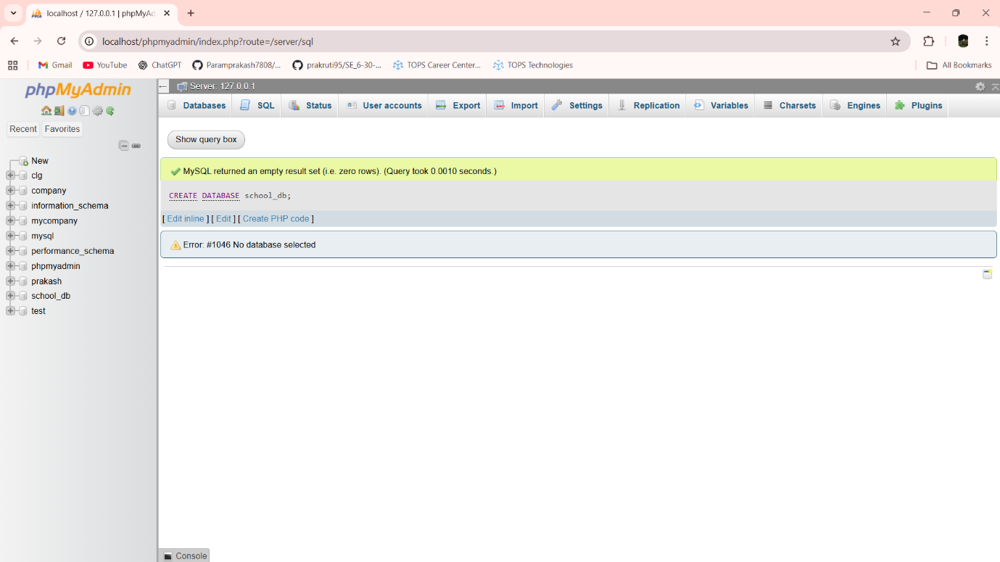 localhost / 127.0.0.1 | phpMyAd
localhost/phpmyadmin/index.php?route=/server/sql
Gmail
YouTube
ChatGPT
Paramprakash7808/...
prakruti95/SE_6-30-...
TOPS Career Center...
TOPS Technologies
All Bookmarks
phpMyAdmin
Recent
Favorites
New
clg
company
information_schema
mycompany
mysql
performance_schema
phpmyadmin
prakash
school_db
test
Server: 127.0.0.1
Databases
SQL
Status
User accounts
Export
Import
Settings
Replication
Variables
Charsets
Engines
Plugins
Show query box
MySQL returned an empty result set (i.e. zero rows). (Query took 0.0010 seconds.)
CREATE DATABASE school_db;
[ Edit inline ] [ Edit ] [ Create PHP code ]
Error: #1046 No database selected
Console